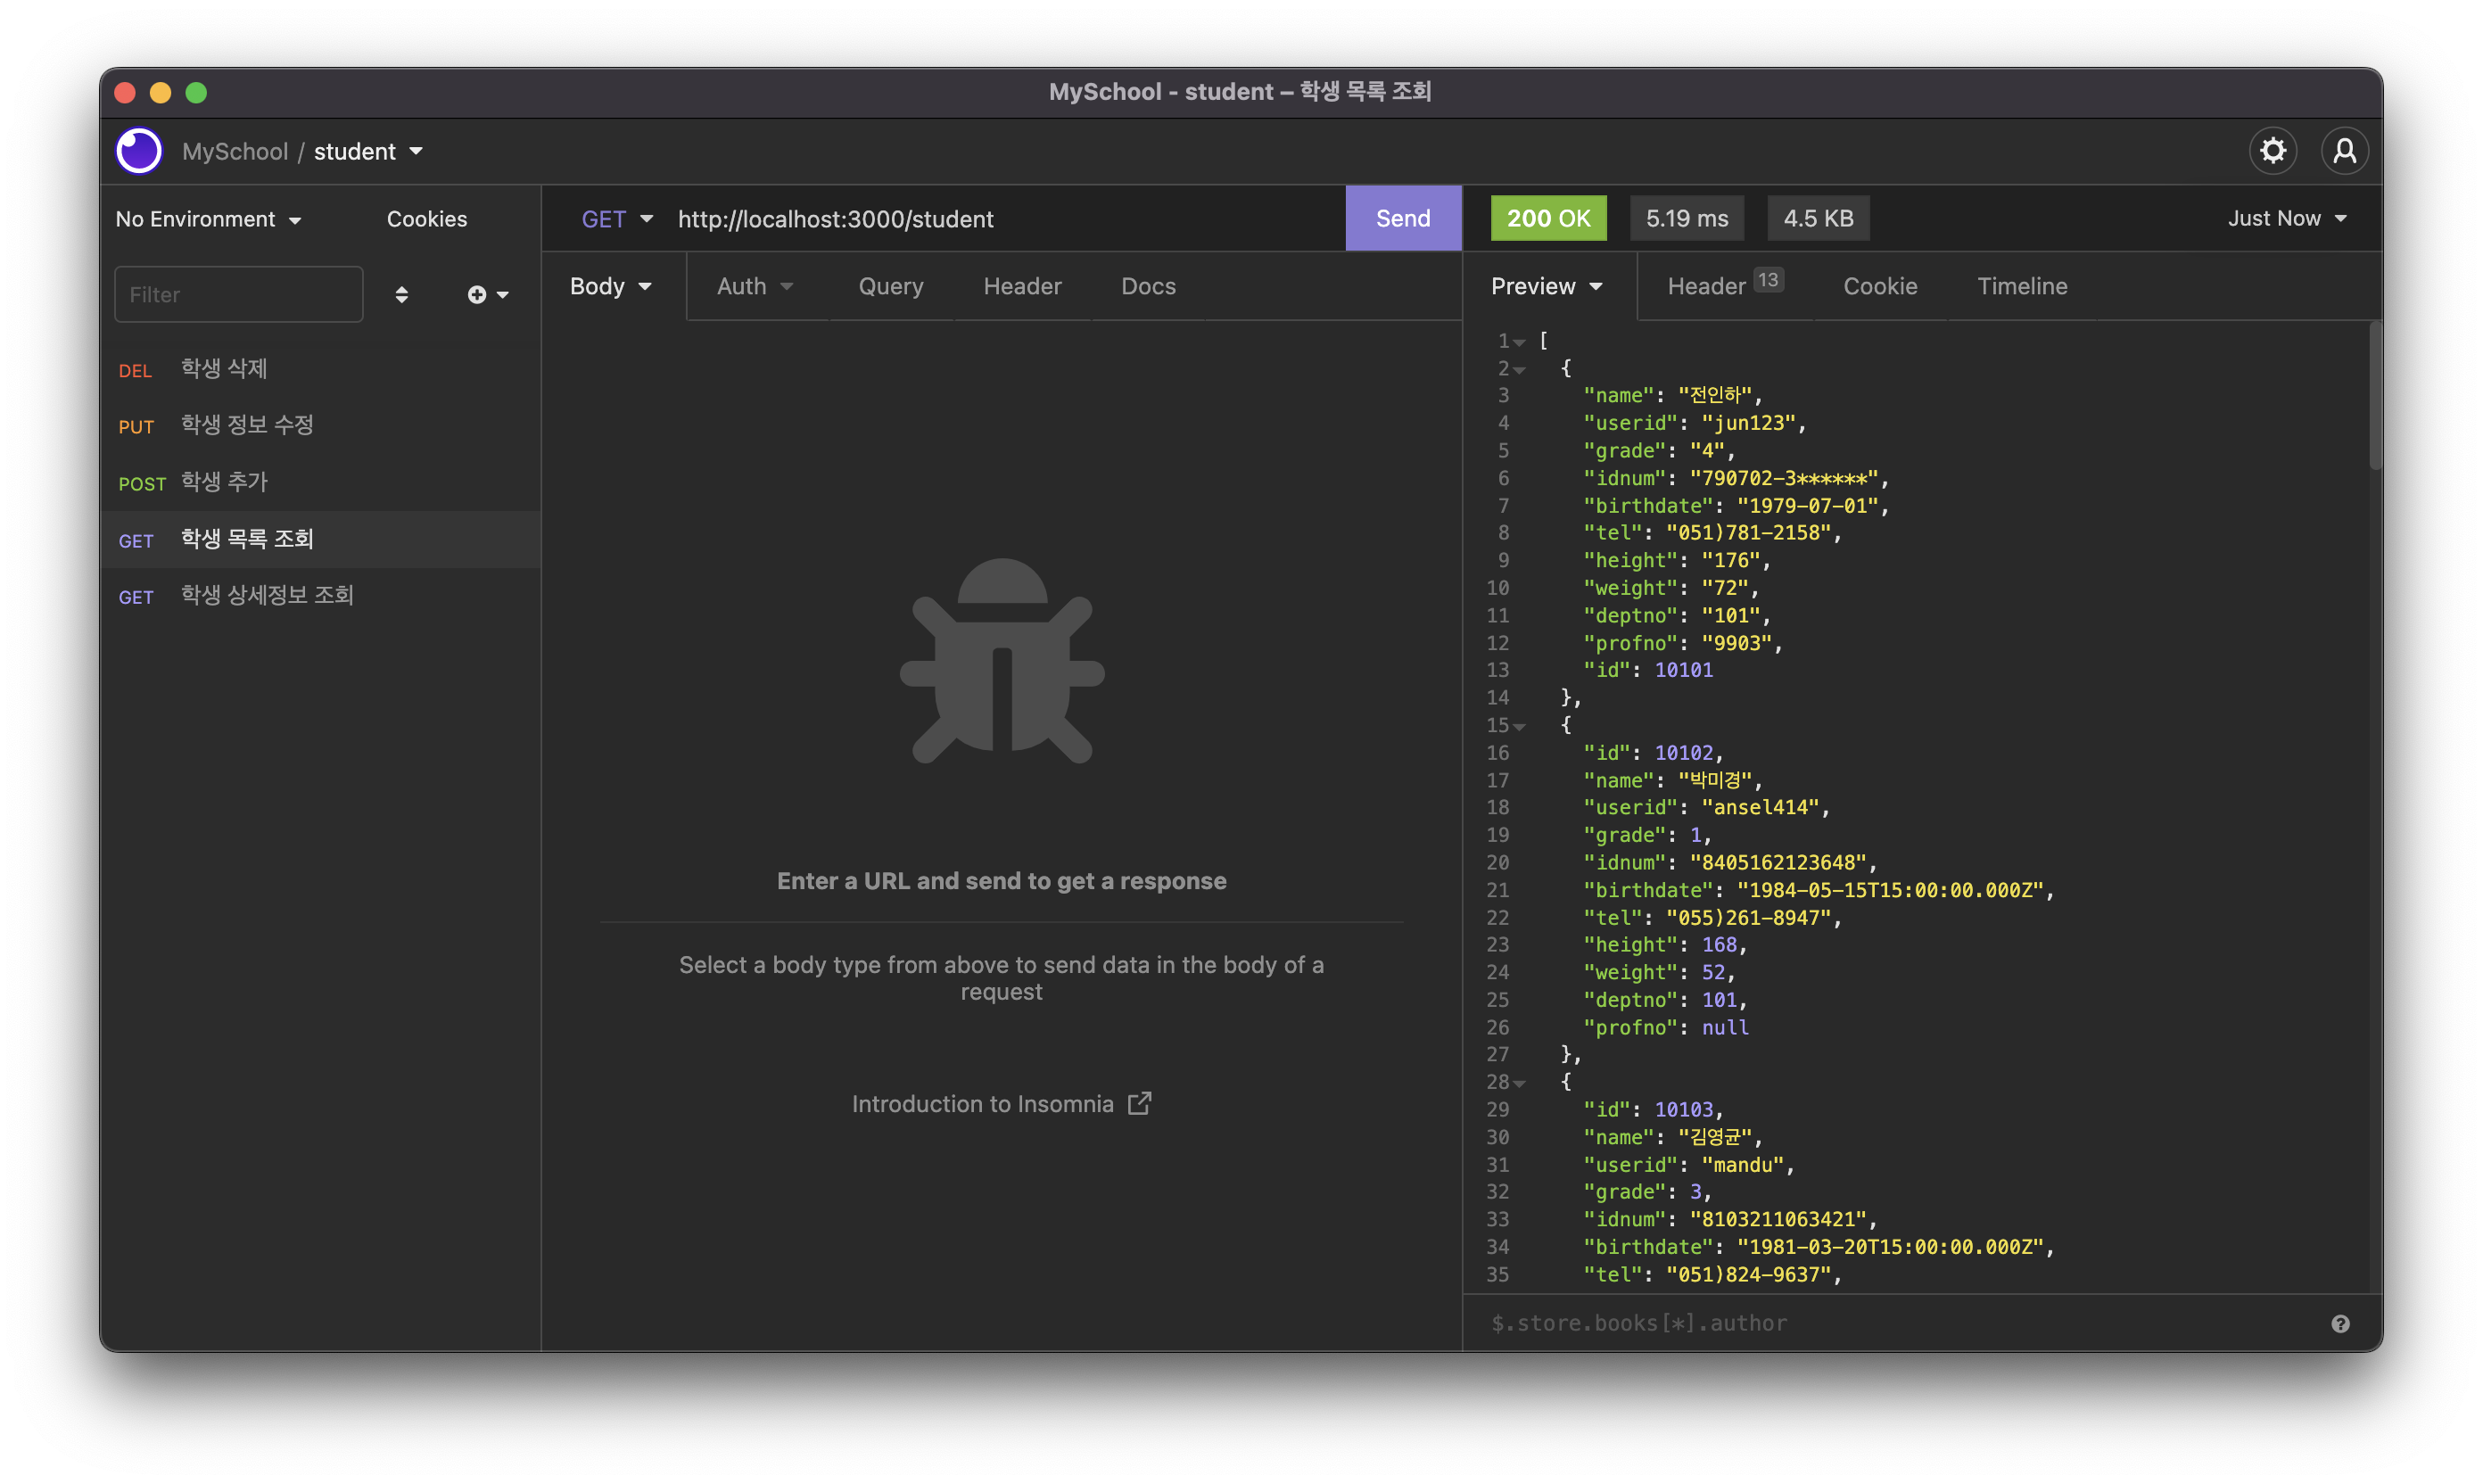 MySchool - student – 학생 목록 조회
MySchool / student
No Environment
Cookies
Filter
DEL 학생 삭제
PUT 학생 정보 수정
POST 학생 추가
GET 학생 목록 조회
GET 학생 상세정보 조회
GET http://localhost:3000/student
Send
Body Auth Query Header Docs
Enter a URL and send to get a response
Select a body type from above to send data in the body of a
request
Introduction to Insomnia
200 OK 5.19 ms 4.5 KB Just Now
Preview Header 13 Cookie Timeline
1 [
2 {
3 "name": "전인하",
4 "userid": "jun123",
5 "grade": "4",
6 "idnum": "790702-3******",
7 "birthdate": "1979-07-01",
8 "tel": "051)781-2158",
9 "height": "176",
10 "weight": "72",
11 "deptno": "101",
12 "profno": "9903",
13 "id": 10101
14 },
15 {
16 "id": 10102,
17 "name": "박미경",
18 "userid": "ansel414",
19 "grade": 1,
20 "idnum": "8405162123648",
21 "birthdate": "1984-05-15T15:00:00.000Z",
22 "tel": "055)261-8947",
23 "height": 168,
24 "weight": 52,
25 "deptno": 101,
26 "profno": null
27 },
28 {
29 "id": 10103,
30 "name": "김영균",
31 "userid": "mandu",
32 "grade": 3,
33 "idnum": "8103211063421",
34 "birthdate": "1981-03-20T15:00:00.000Z",
35 "tel": "051)824-9637",
$.store.books[*].author